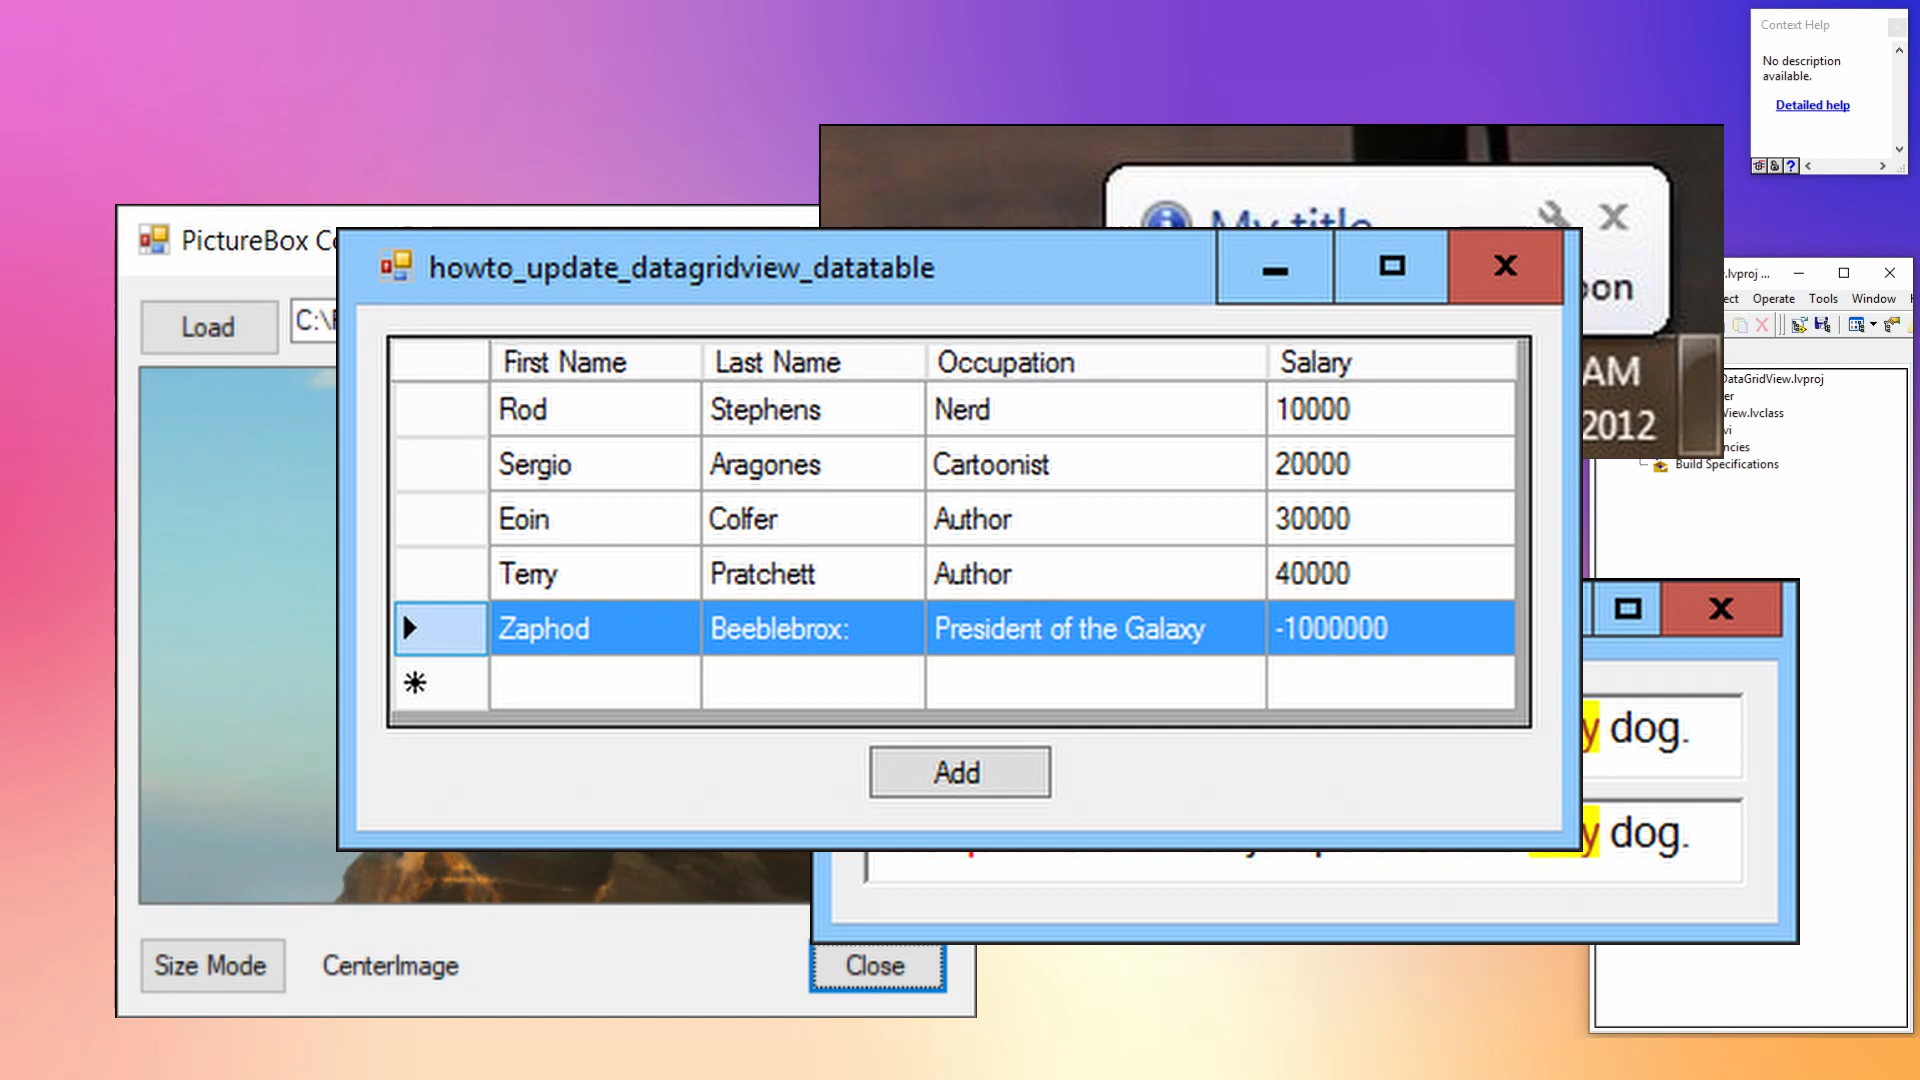 Context Help
No description
available.
Detailed help
My title
PictureBox
howto_update_datagridview_datatable
Load
First Name Last Name Occupation Salary
Rod Stephens Nerd 10000
Sergio Aragones Cartoonist 20000
Eoin Colfer Author 30000
Terry Pratchett Author 40000
Zaphod Beeblebrox: President of the Galaxy -1000000
Add
AM
2012
.lvproj ...
Operate Tools Window
DataGridView.lvproj
View.lvclass
Build Specifications
dog.
dog.
Size Mode CenterImage Close